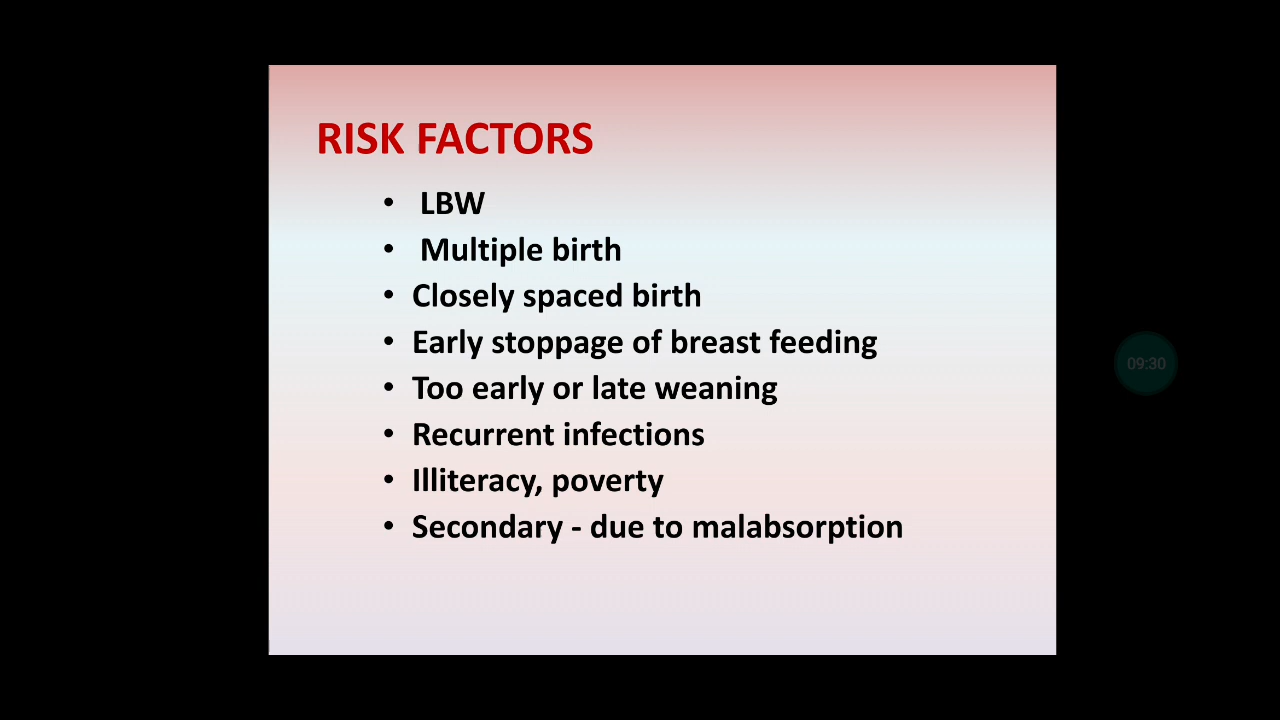 RISK FACTORS
• LBW
• Multiple birth
• Closely spaced birth
• Early stoppage of breast feeding
• Too early or late weaning
• Recurrent infections
• Illiteracy, poverty
• Secondary - due to malabsorption
09:30